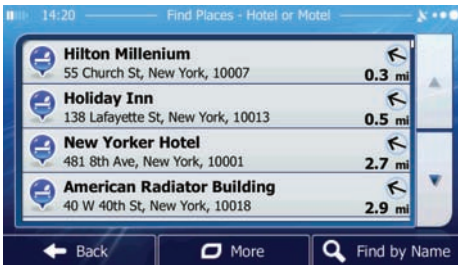 14:20 Find Places - Hotel or Motel
Hilton Millenium
55 Church St, New York, 10007
0.3 mi
Holiday Inn
138 Lafayette St, New York, 10013
0.5 mi
New Yorker Hotel
481 8th Ave, New York, 10001
2.7 mi
American Radiator Building
40 W 40th St, New York, 10018
2.9 mi
Back More Find by Name